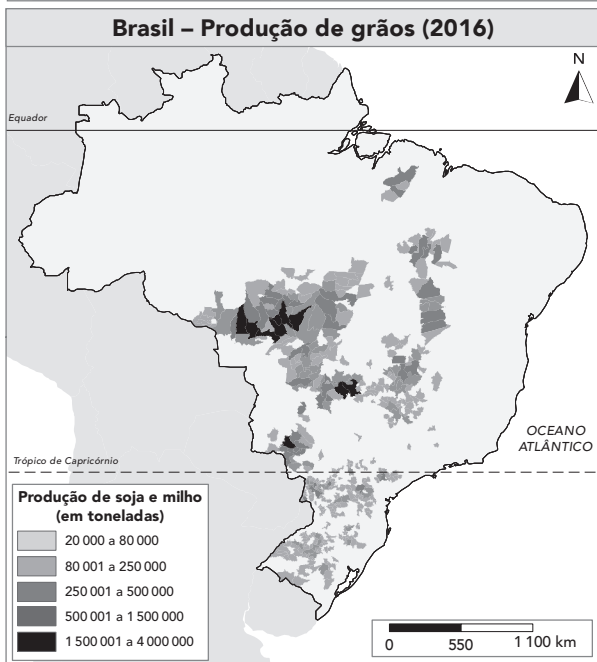 Brasil – Produção de grãos (2016)
N
Equador
OCEANO
ATLÂNTICO
Trópico de Capricórnio
Produção de soja e milho
(em toneladas)
20 000 a 80 000
80 001 a 250 000
250 001 a 500 000
500 001 a 1 500 000
1 500 001 a 4 000 000
0 550 1 100 km